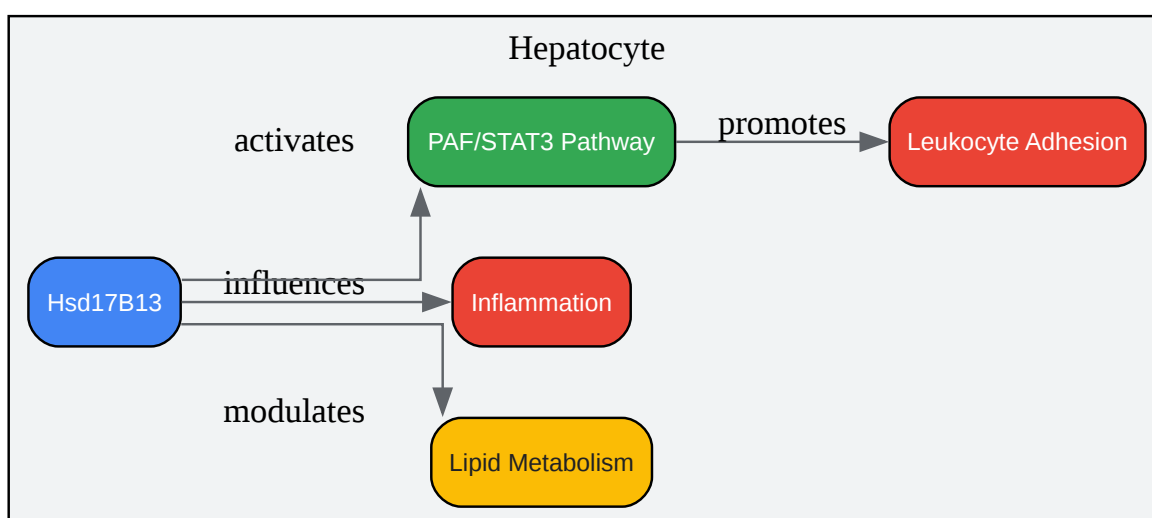 Hepatocyte
activates
PAF/STAT3 Pathway
promotes
Leukocyte Adhesion
Hsd17B13
influences
Inflammation
modulates
Lipid Metabolism